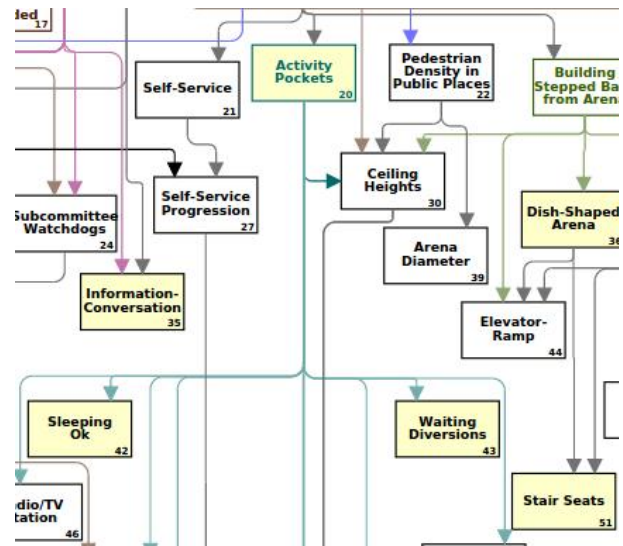 ded
17
Self-Service
21
Activity
Pockets
20
Pedestrian
Density in
Public Places
22
Building
Stepped Ba
from Arena
Ceiling
Heights
30
Self-Service
Progression
27
Subcommittee
Watchdogs
24
Arena
Diameter
39
Dish-Shaped
Arena
36
Information-
Conversation
35
Elevator-
Ramp
44
Sleeping
Ok
42
Waiting
Diversions
43
dio/TV
tation
46
Stair Seats
51